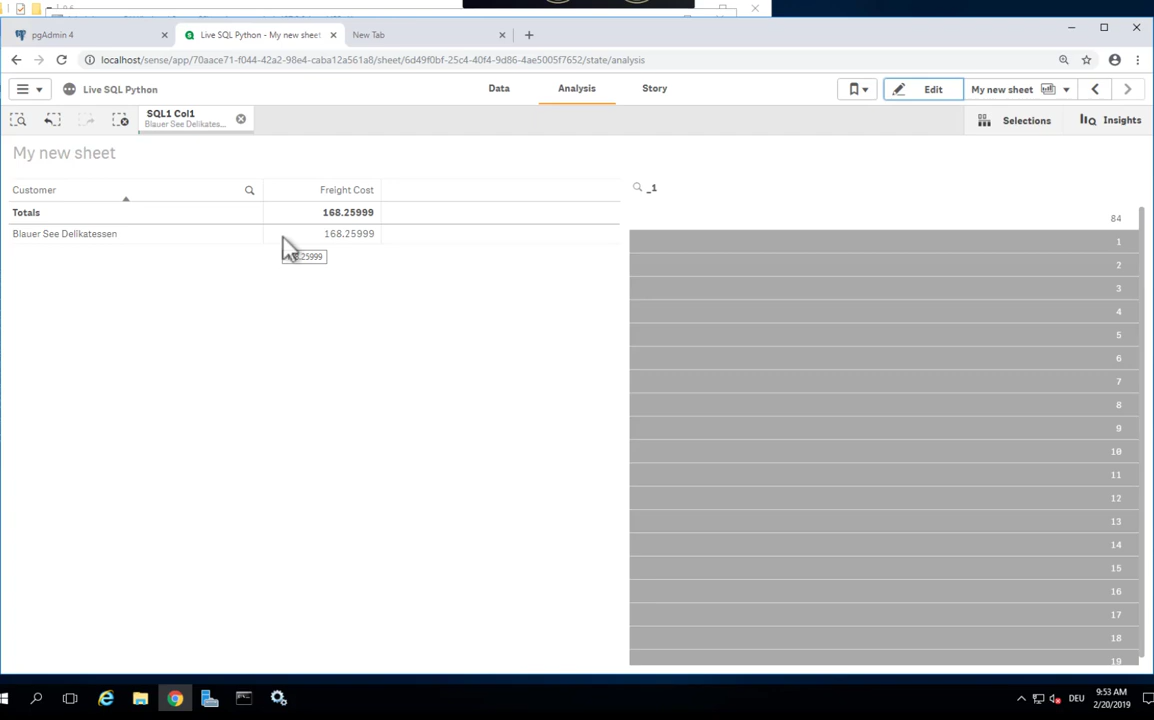 pgAdmin 4
Live SQL Python - My new sheet
New Tab
localhost/sense/app/70aace71-f044-42a2-98e4-caba12a561a8/sheet/6d49f0bf-25c4-40f4-9d86-4ae5005f7652/state/analysis
Live SQL Python
Data
Analysis
Story
Edit
My new sheet
SQL1 Col1
Blauer See Delikates...
Selections
Insights
My new sheet
Customer
Freight Cost
_1
Totals
168.25999
84
Blauer See Delikatessen
168.25999
1
.25999
2
3
4
5
6
7
8
9
10
11
12
13
14
15
16
17
18
19
DEU
9:53 AM
2/20/2019